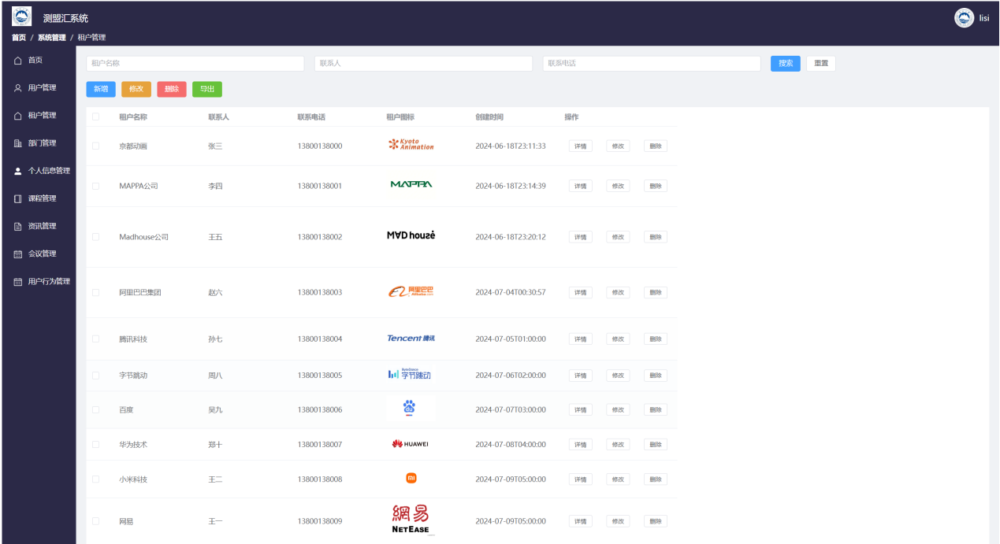 测盟汇系统
lisi
首页 / 系统管理 / 租户管理
首页
用户管理
租户管理
部门管理
个人信息管理
课程管理
资讯管理
会议管理
用户行为管理
租户名称 联系人 联系电话 搜索 重置
新增 修改 删除 导出
租户名称 联系人 联系电话 租户图标 创建时间 操作
京都动画 张三 13800138000 Kyoto Animation 2024-06-18T23:11:33 详情 修改 删除
MAPPA公司 李四 13800138001 MAPPA 2024-06-18T23:14:39 详情 修改 删除
Madhouse公司 王五 13800138002 MADhouse 2024-06-18T23:20:12 详情 修改 删除
阿里巴巴集团 赵六 13800138003 阿里巴巴 Alibaba.com 2024-07-04T00:30:57 详情 修改 删除
腾讯科技 孙七 13800138004 Tencent 腾讯 2024-07-05T01:00:00 详情 修改 删除
字节跳动 周八 13800138005 ByteDance 字节跳动 2024-07-06T02:00:00 详情 修改 删除
百度 吴九 13800138006 du 2024-07-07T03:00:00 详情 修改 删除
华为技术 郑十 13800138007 HUAWEI 2024-07-08T04:00:00 详情 修改 删除
小米科技 王二 13800138008 mi 2024-07-09T05:00:00 详情 修改 删除
网易 王一 13800138009 網易 NETEASE 2024-07-09T05:00:00 详情 修改 删除